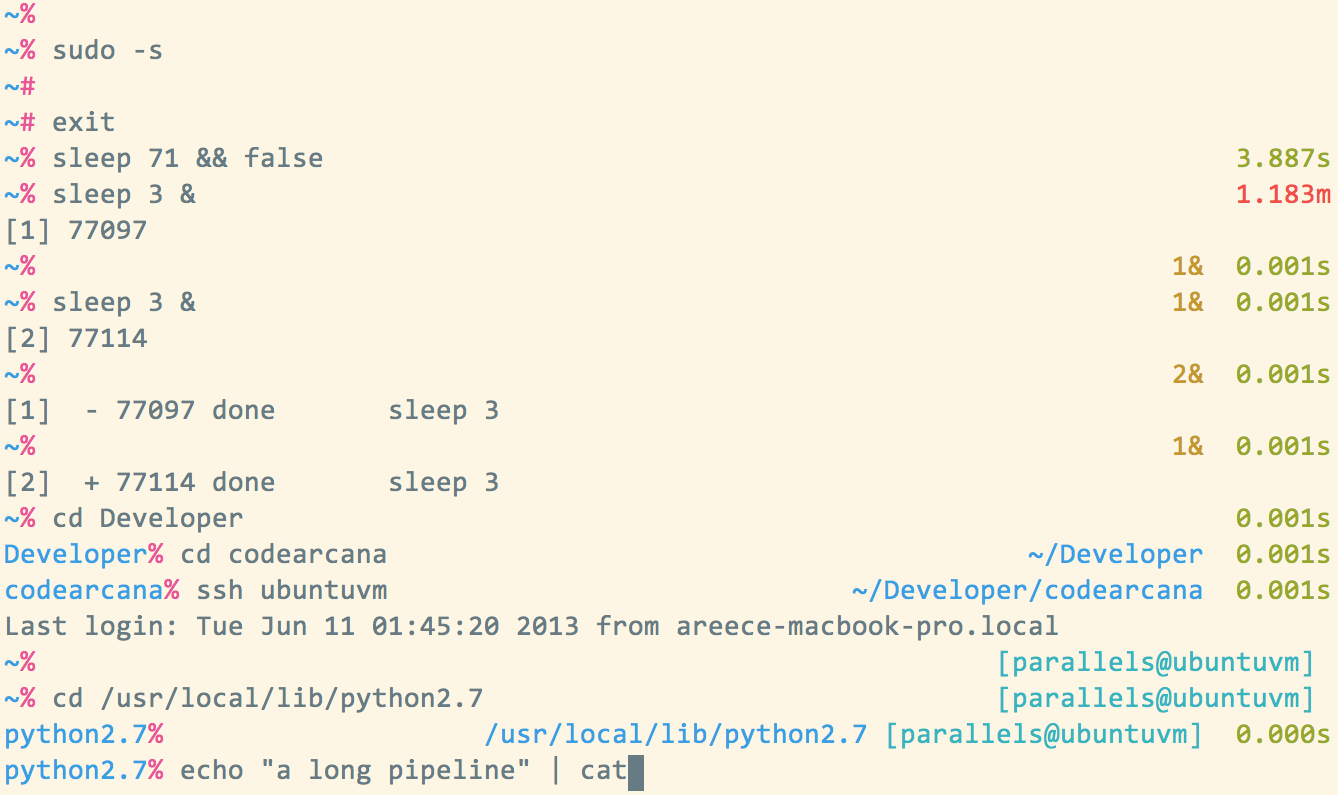 ~%
~% sudo -s
~#
~# exit
~% sleep 71 && false 3.887s
~% sleep 3 & 1.183m
[1] 77097
~% 1& 0.001s
~% sleep 3 & 1& 0.001s
[2] 77114
~% 2& 0.001s
[1]  - 77097 done       sleep 3
~% 1& 0.001s
[2]  + 77114 done       sleep 3
~% cd Developer 0.001s
Developer% cd codearcana ~/Developer 0.001s
codearcana% ssh ubuntuvm ~/Developer/codearcana 0.001s
Last login: Tue Jun 11 01:45:20 2013 from areece-macbook-pro.local
~% [parallels@ubuntuvm]
~% cd /usr/local/lib/python2.7 [parallels@ubuntuvm]
python2.7% /usr/local/lib/python2.7 [parallels@ubuntuvm] 0.000s
python2.7% echo "a long pipeline" | cat